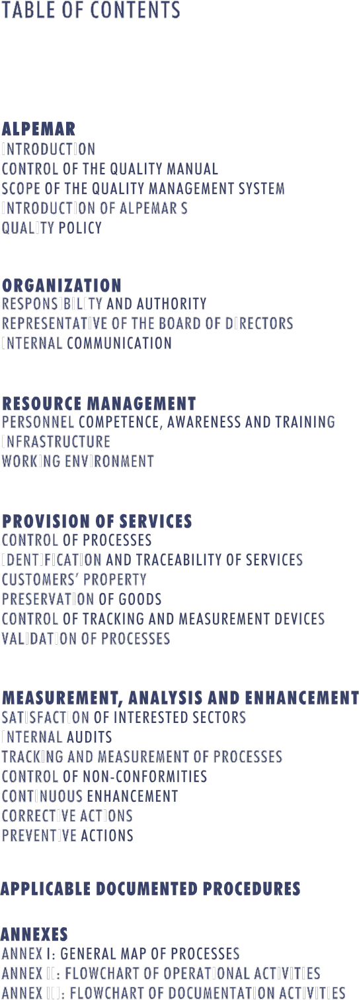 TABLE OF CONTENTS
ALPEMAR
INTRODUCTION
CONTROL OF THE QUALITY MANUAL
SCOPE OF THE QUALITY MANAGEMENT SYSTEM
INTRODUCTION OF ALPEMAR S
QUALITY POLICY
ORGANIZATION
RESPONSIBILITY AND AUTHORITY
REPRESENTATIVE OF THE BOARD OF DIRECTORS
INTERNAL COMMUNICATION
RESOURCE MANAGEMENT
PERSONNEL COMPETENCE, AWARENESS AND TRAINING
INFRASTRUCTURE
WORKING ENVIRONMENT
PROVISION OF SERVICES
CONTROL OF PROCESSES
IDENTIFICATION AND TRACEABILITY OF SERVICES
CUSTOMERS’ PROPERTY
PRESERVATION OF GOODS
CONTROL OF TRACKING AND MEASUREMENT DEVICES
VALIDATION OF PROCESSES
MEASUREMENT, ANALYSIS AND ENHANCEMENT
SATISFACTION OF INTERESTED SECTORS
INTERNAL AUDITS
TRACKING AND MEASUREMENT OF PROCESSES
CONTROL OF NON-CONFORMITIES
CONTINUOUS ENHANCEMENT
CORRECTIVE ACTIONS
PREVENTIVE ACTIONS
APPLICABLE DOCUMENTED PROCEDURES
ANNEXES
ANNEX I: GENERAL MAP OF PROCESSES
ANNEX II: FLOWCHART OF OPERATIONAL ACTIVITIES
ANNEX III: FLOWCHART OF DOCUMENTATION ACTIVITIES